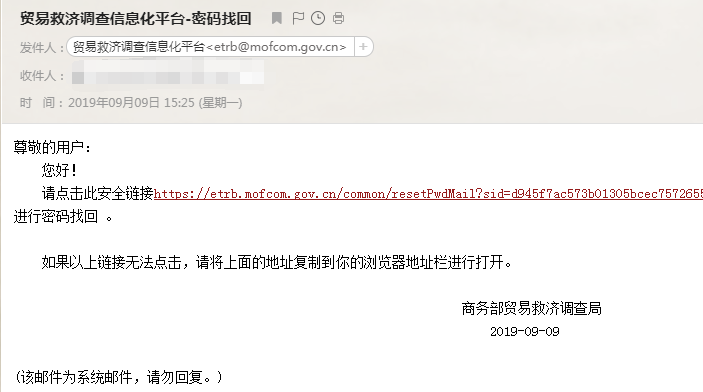 贸易救济调查信息化平台-密码找回
发件人：贸易救济调查信息化平台<etrb@mofcom.gov.cn> +
收件人：
时　间：2019年09月09日 15:25 (星期一)
尊敬的用户：
您好!
请点击此安全链接https://etrb.mofcom.gov.cn/common/resetPwdMail?sid=d945f7ac573b01305bcec7572655
进行密码找回 。
如果以上链接无法点击，请将上面的地址复制到你的浏览器地址栏进行打开。
商务部贸易救济调查局
2019-09-09
(该邮件为系统邮件，请勿回复。)